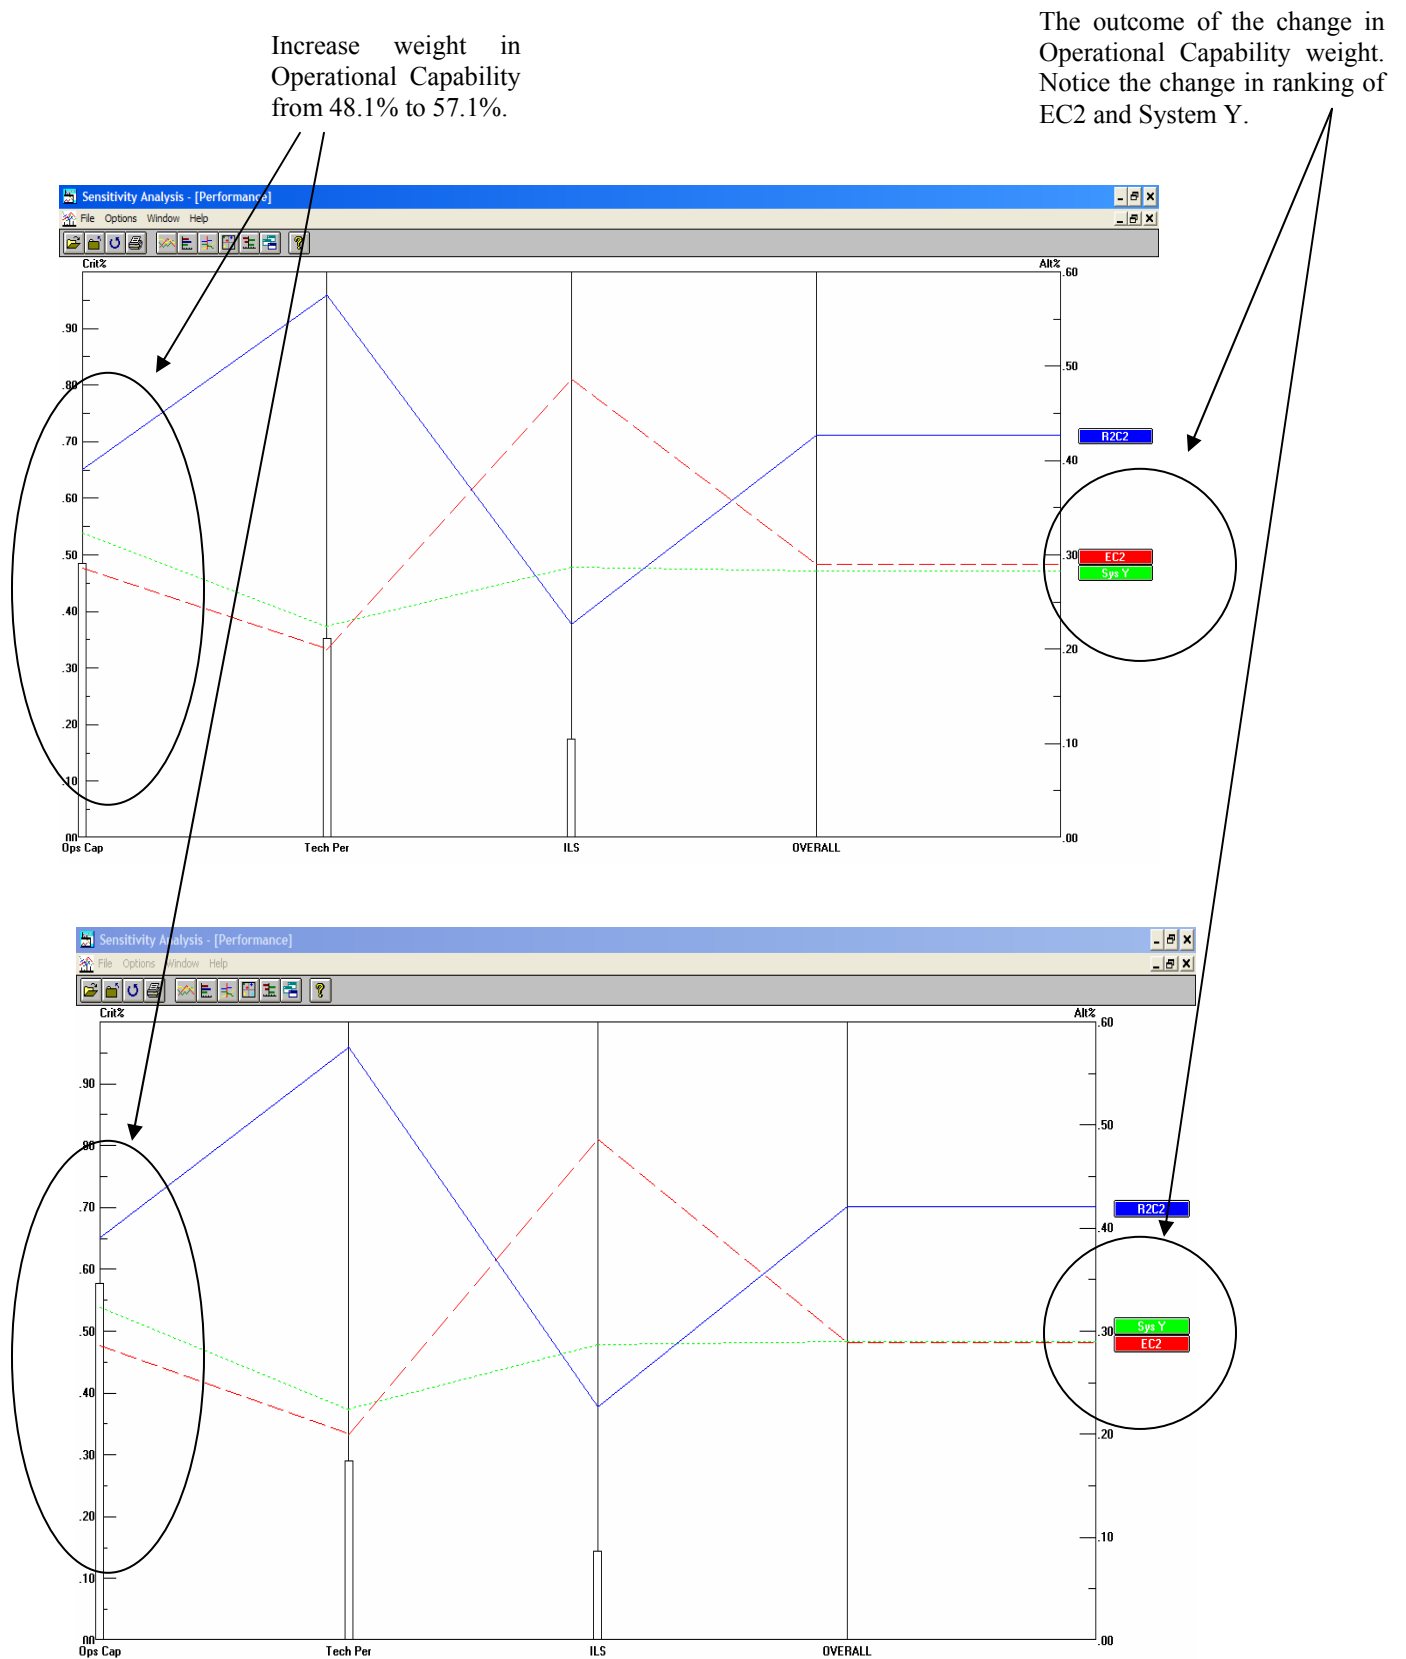 Increase weight in
Operational Capability
from 48.1% to 57.1%.
The outcome of the change in
Operational Capability weight.
Notice the change in ranking of
EC2 and System Y.
Sensitivity Analysis - [Performance]
File Options Window Help
Crit%
Alt%
.90
.80
.70
.60
.50
.40
.30
.20
.10
.00
.60
.50
.40
.30
.20
.10
.00
R2C2
EC2
Sys Y
Ops Cap Tech Per ILS OVERALL
Sensitivity Analysis - [Performance]
File Options Window Help
Crit%
Alt%
.90
.80
.70
.60
.50
.40
.30
.20
.10
.00
.60
.50
.40
.30
.20
.10
.00
R2C2
Sys Y
EC2
Ops Cap Tech Per ILS OVERALL